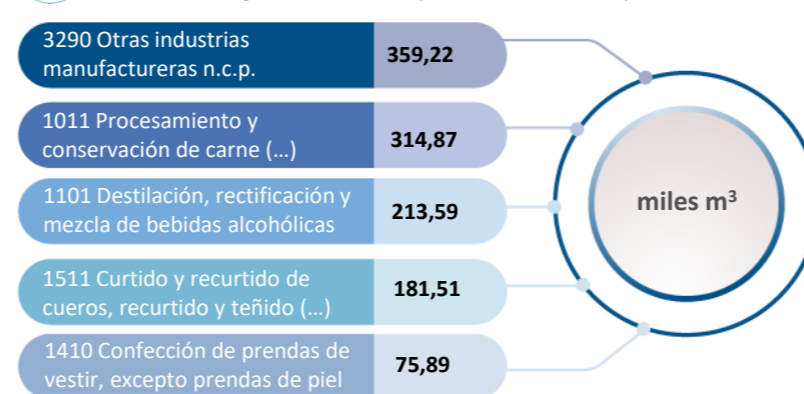 3290 Otras industrias
manufactureras n.c.p.
359,22
1011 Procesamiento y
conservación de carne (...)
314,87
1101 Destilación, rectificación y
mezcla de bebidas alcohólicas
213,59
1511 Curtido y recurtido de
cueros, recurtido y teñido (...)
181,51
1410 Confección de prendas de
vestir, excepto prendas de piel
75,89
miles m³